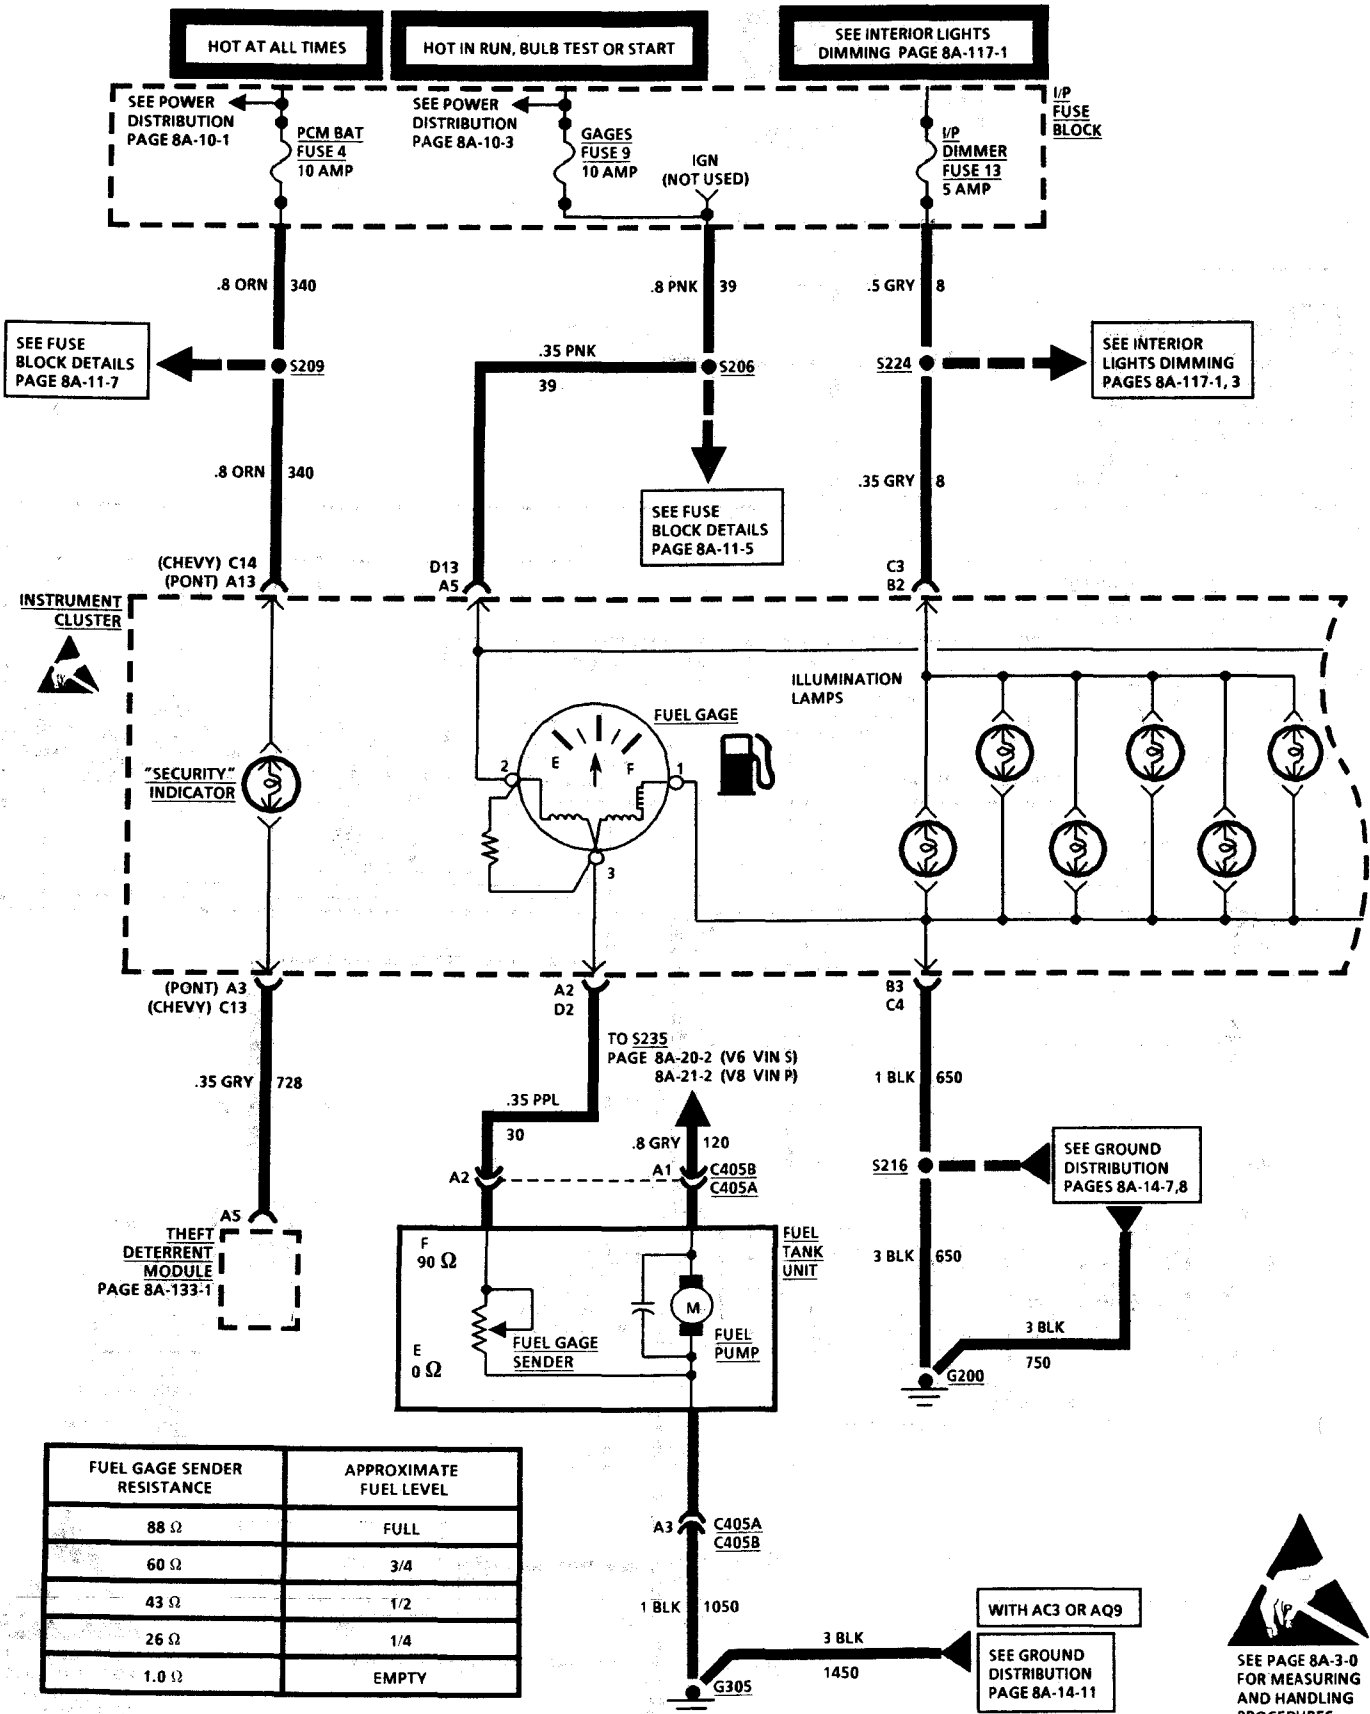 HOT AT ALL TIMES
HOT IN RUN, BULB TEST OR START
SEE INTERIOR LIGHTS
DIMMING PAGE 8A-117-1
SEE POWER
DISTRIBUTION
PAGE 8A-10-1
PCM BAT
FUSE 4
10 AMP
SEE POWER
DISTRIBUTION
PAGE 8A-10-3
GAGES
FUSE 9
10 AMP
IGN
(NOT USED)
I/P
DIMMER
FUSE 13
5 AMP
I/P
FUSE
BLOCK
.8 ORN 340
.8 PNK 39
.5 GRY 8
SEE FUSE
BLOCK DETAILS
PAGE 8A-11-7
S209
.35 PNK
39
S206
S224
SEE INTERIOR
LIGHTS DIMMING
PAGES 8A-117-1, 3
.8 ORN 340
.35 GRY 8
SEE FUSE
BLOCK DETAILS
PAGE 8A-11-5
(CHEVY) C14
(PONT) A13
D13
A5
C3
B2
INSTRUMENT
CLUSTER
ILLUMINATION
LAMPS
FUEL GAGE
E
F
2
1
3
"SECURITY"
INDICATOR
(PONT) A3
(CHEVY) C13
A2
D2
B3
C4
TO S235
PAGE 8A-20-2 (V6 VIN S)
8A-21-2 (V8 VIN P)
.35 GRY 728
1 BLK 650
.35 PPL
30
.8 GRY 120
A2
A1
C405B
C405A
S216
SEE GROUND
DISTRIBUTION
PAGES 8A-14-7,8
A5
THEFT
DETERRENT
MODULE
PAGE 8A-133-1
F
90 Ω
E
0 Ω
FUEL GAGE
SENDER
M
FUEL
PUMP
FUEL
TANK
UNIT
3 BLK 650
3 BLK
750
G200
FUEL GAGE SENDER
RESISTANCE
APPROXIMATE
FUEL LEVEL
88 Ω FULL
60 Ω 3/4
43 Ω 1/2
26 Ω 1/4
1.0 Ω EMPTY
A3
C405A
C405B
1 BLK 1050
3 BLK
1450
G305
WITH AC3 OR AQ9
SEE GROUND
DISTRIBUTION
PAGE 8A-14-11
SEE PAGE 8A-3-0
FOR MEASURING
AND HANDLING